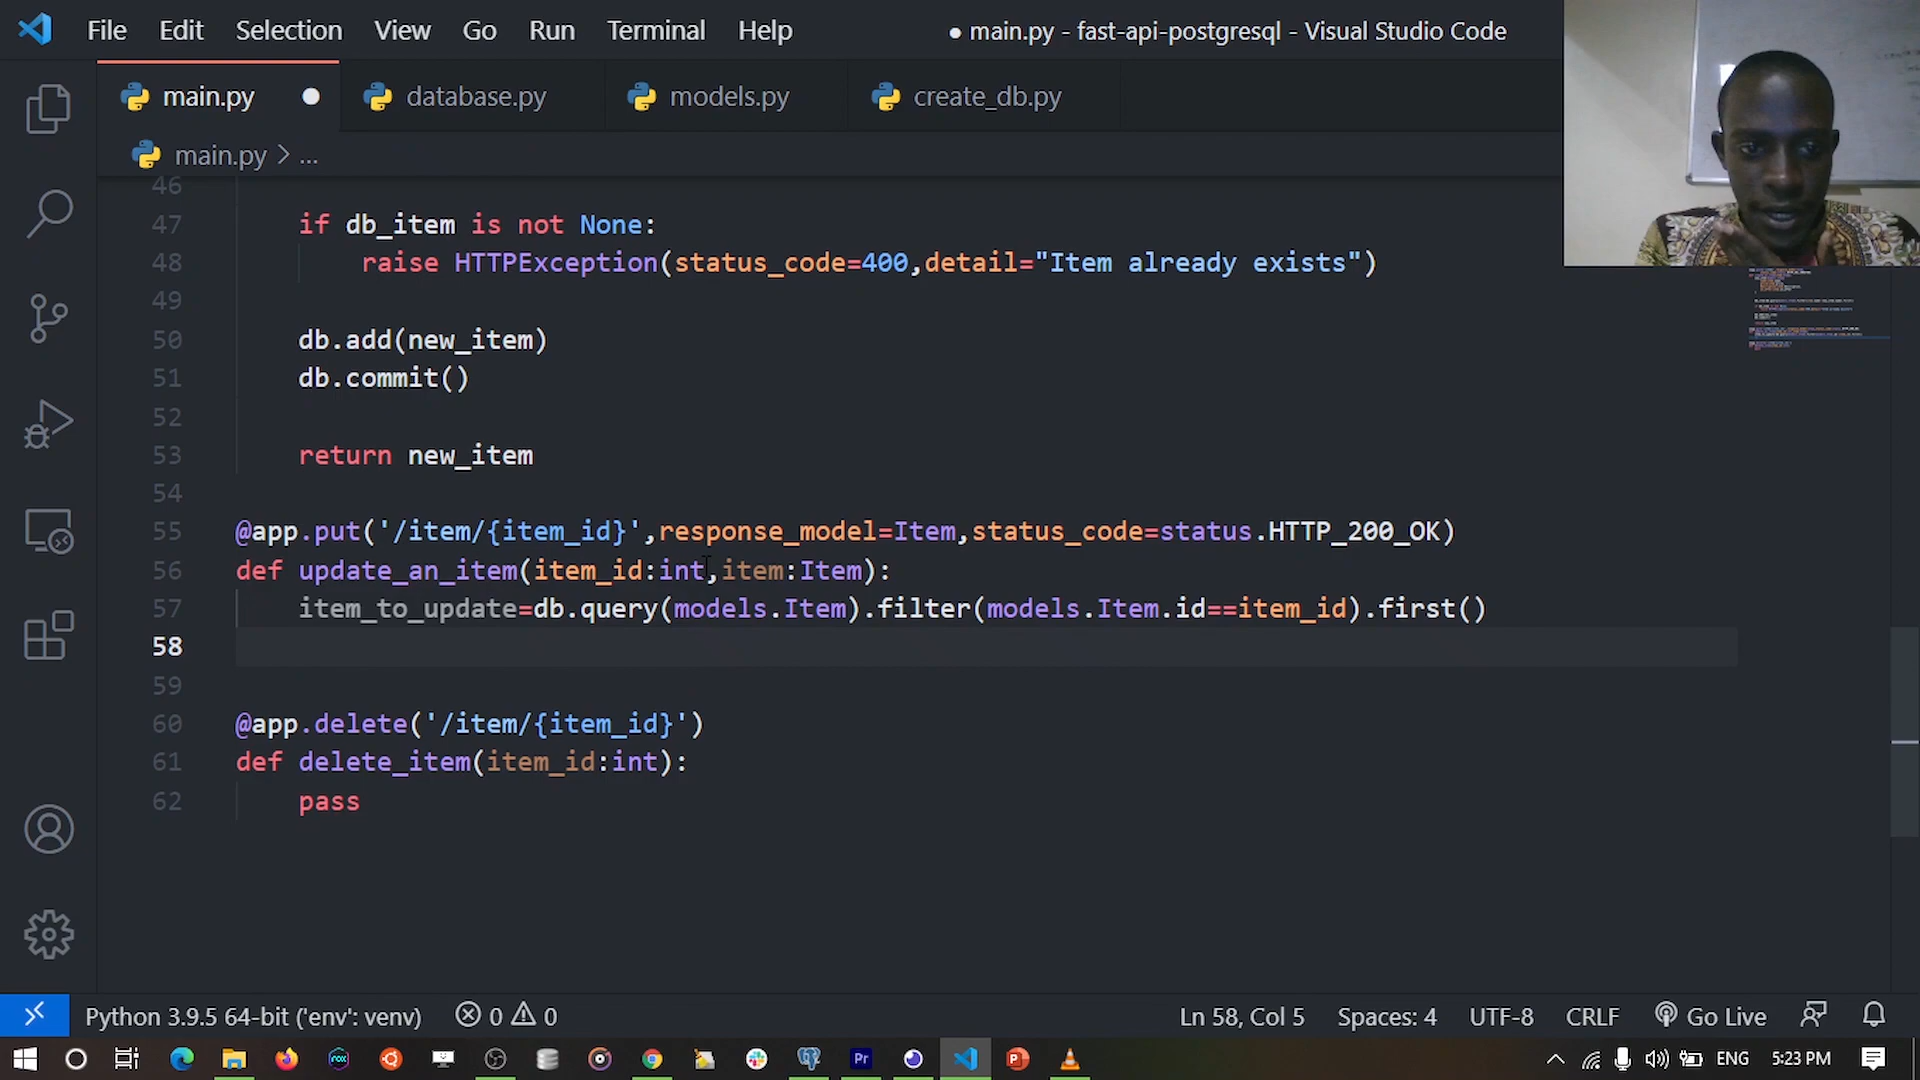 File Edit Selection View Go Run Terminal Help ● main.py - fast-api-postgresql - Visual Studio Code
main.py database.py models.py create_db.py
main.py > ...
46
47 if db_item is not None:
48 raise HTTPException(status_code=400,detail="Item already exists")
49
50 db.add(new_item)
51 db.commit()
52
53 return new_item
54
55 @app.put('/item/{item_id}',response_model=Item,status_code=status.HTTP_200_OK)
56 def update_an_item(item_id:int,item:Item):
57 item_to_update=db.query(models.Item).filter(models.Item.id==item_id).first()
58
59
60 @app.delete('/item/{item_id}')
61 def delete_item(item_id:int):
62 pass
Python 3.9.5 64-bit ('env': venv) 0 0 Ln 58, Col 5 Spaces: 4 UTF-8 CRLF Go Live
rox Pr ENG 5:23 PM